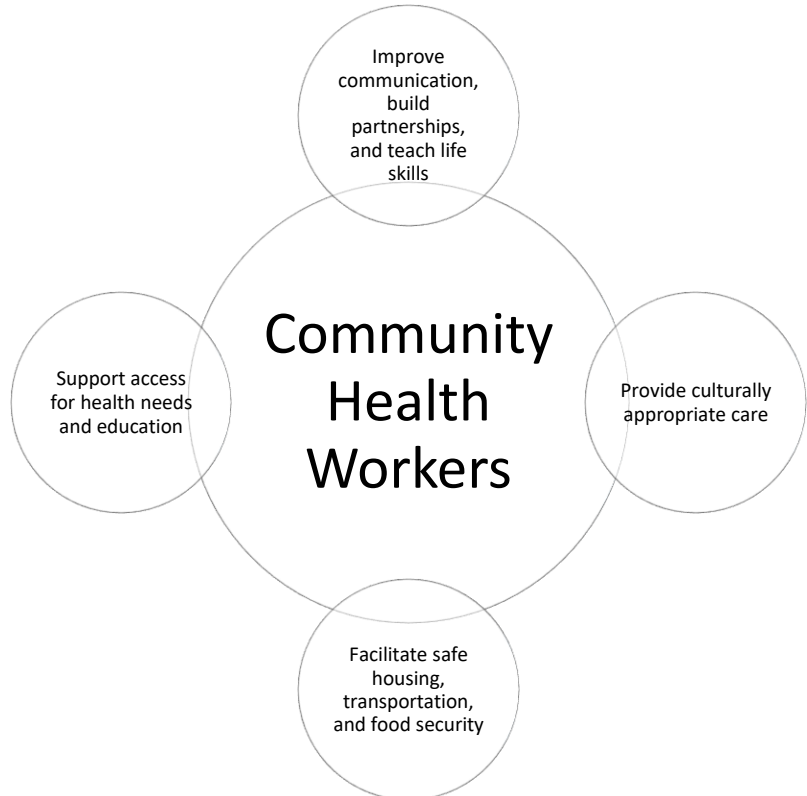 Improve
communication,
build
partnerships,
and teach life
skills
Community
Health
Workers
Support access
for health needs
and education
Provide culturally
appropriate care
Facilitate safe
housing,
transportation,
and food security